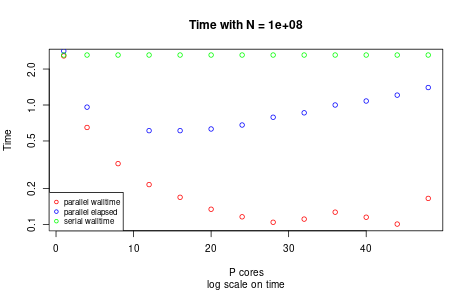 Time with N = 1e+08
Time
2.0
1.0
0.5
0.2
0.1
parallel walltime
parallel elapsed
serial walltime
0 10 20 30 40
P cores
log scale on time